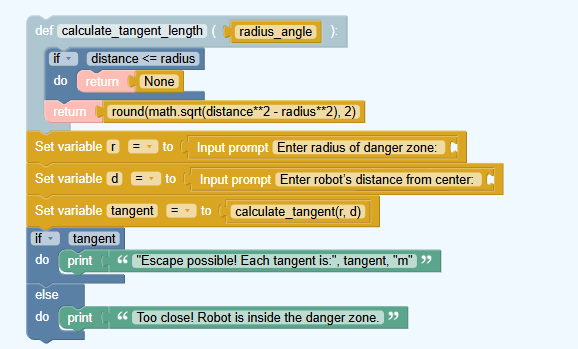 def calculate_tangent_length ( radius_angle ):
if distance <= radius
do return None
return round(math.sqrt(distance**2 - radius**2), 2)
Set variable r = to Input prompt Enter radius of danger zone:
Set variable d = to Input prompt Enter robot's distance from center:
Set variable tangent = to calculate_tangent(r, d)
if tangent
do print “ "Escape possible! Each tangent is:", tangent, "m" ”
else
do print “ Too close! Robot is inside the danger zone. ”